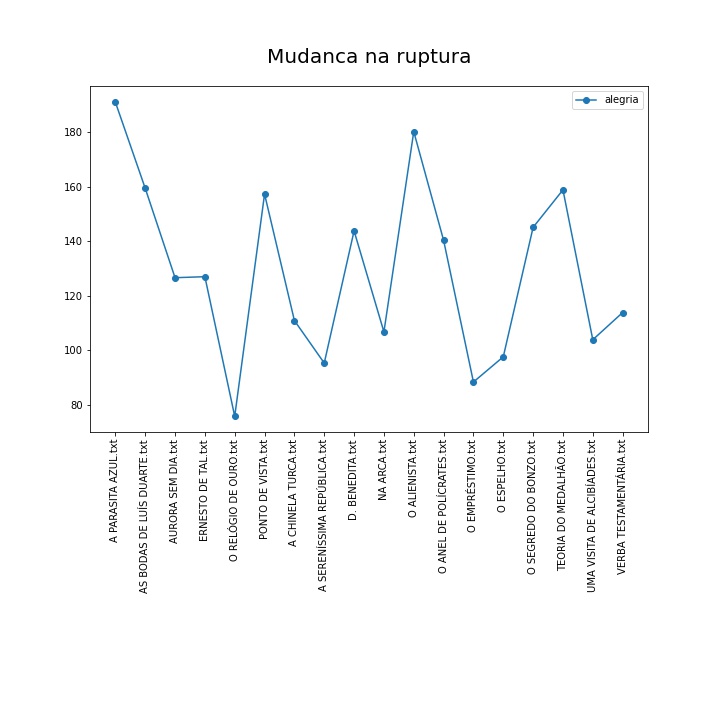 Mudanca na ruptura
alegria
180
160
140
120
100
80
A PARASITA AZUL.txt
AS BODAS DE LUÍS DUARTE.txt
AURORA SEM DIA.txt
ERNESTO DE TAL.txt
O RELÓGIO DE OURO.txt
PONTO DE VISTA.txt
A CHINELA TURCA.txt
A SERENÍSSIMA REPÚBLICA.txt
D. BENEDITA.txt
NA ARCA.txt
O ALIENISTA.txt
O ANEL DE POLÍCRATES.txt
O EMPRÉSTIMO.txt
O ESPELHO.txt
O SEGREDO DO BONZO.txt
TEORIA DO MEDALHÃO.txt
UMA VISITA DE ALCIBÍADES.txt
VERBA TESTAMENTÁRIA.txt